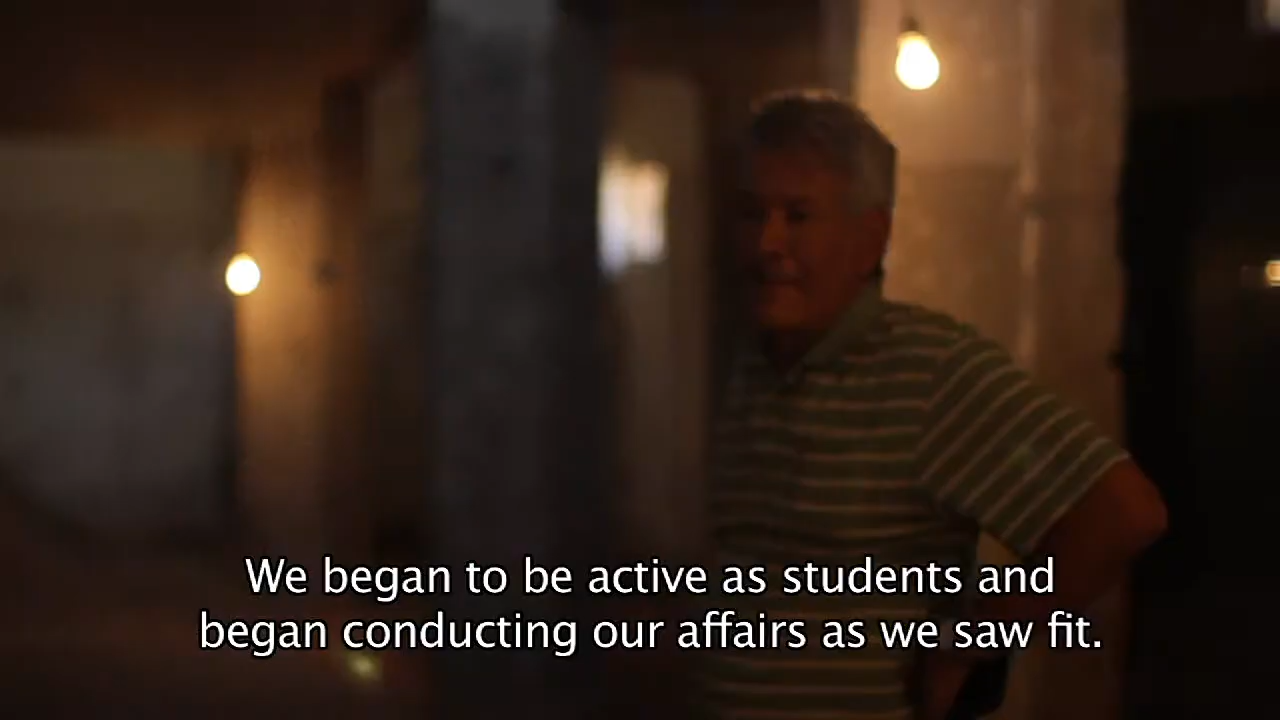 We began to be active as students and
began conducting our affairs as we saw fit.